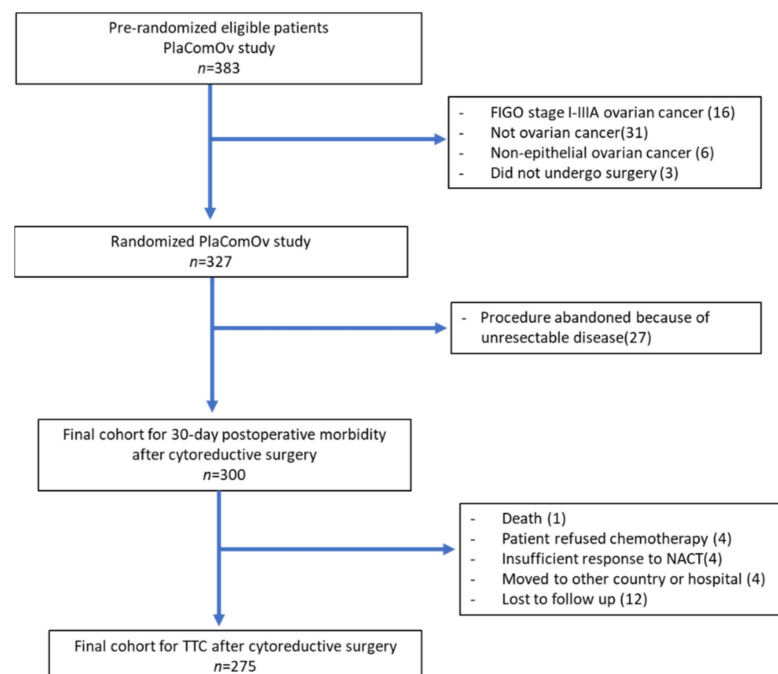 Pre-randomized eligible patients
PlaComOv study
n=383
- FIGO stage I-IIIA ovarian cancer (16)
- Not ovarian cancer(31)
- Non-epithelial ovarian cancer (6)
- Did not undergo surgery (3)
Randomized PlaComOv study
n=327
- Procedure abandoned because of
unresectable disease(27)
Final cohort for 30-day postoperative morbidity
after cytoreductive surgery
n=300
- Death (1)
- Patient refused chemotherapy (4)
- Insufficient response to NACT(4)
- Moved to other country or hospital (4)
- Lost to follow up (12)
Final cohort for TTC after cytoreductive surgery
n=275